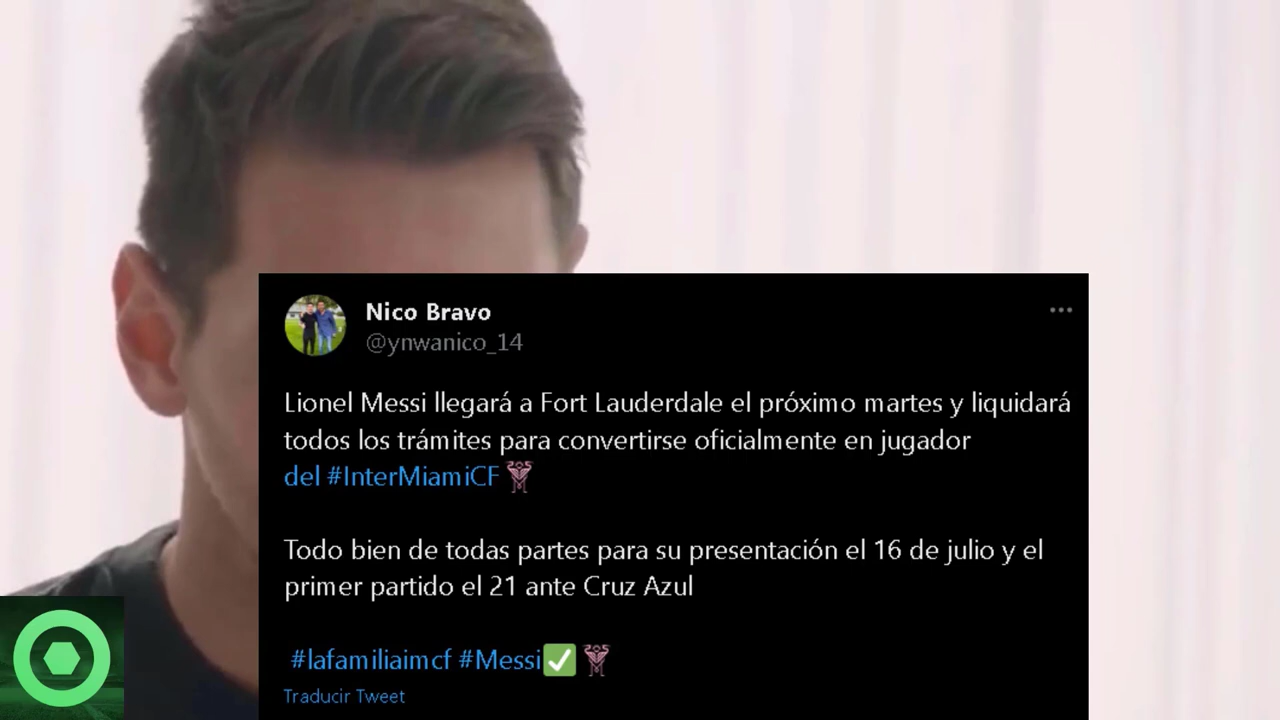 Nico Bravo
@ynwanico_14
Lionel Messi llegará a Fort Lauderdale el próximo martes y liquidará
todos los trámites para convertirse oficialmente en jugador
del #InterMiamiCF
Todo bien de todas partes para su presentación el 16 de julio y el
primer partido el 21 ante Cruz Azul
#lafamiliaimcf #Messi✅
Traducir Tweet